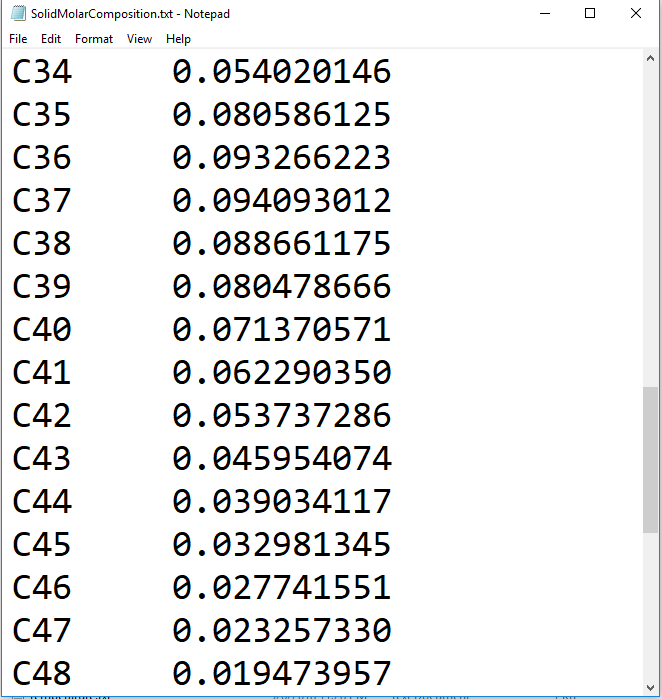 SolidMolarComposition.txt - Notepad
File Edit Format View Help
C34 0.054020146
C35 0.080586125
C36 0.093266223
C37 0.094093012
C38 0.088661175
C39 0.080478666
C40 0.071370571
C41 0.062290350
C42 0.053737286
C43 0.045954074
C44 0.039034117
C45 0.032981345
C46 0.027741551
C47 0.023257330
C48 0.019473957